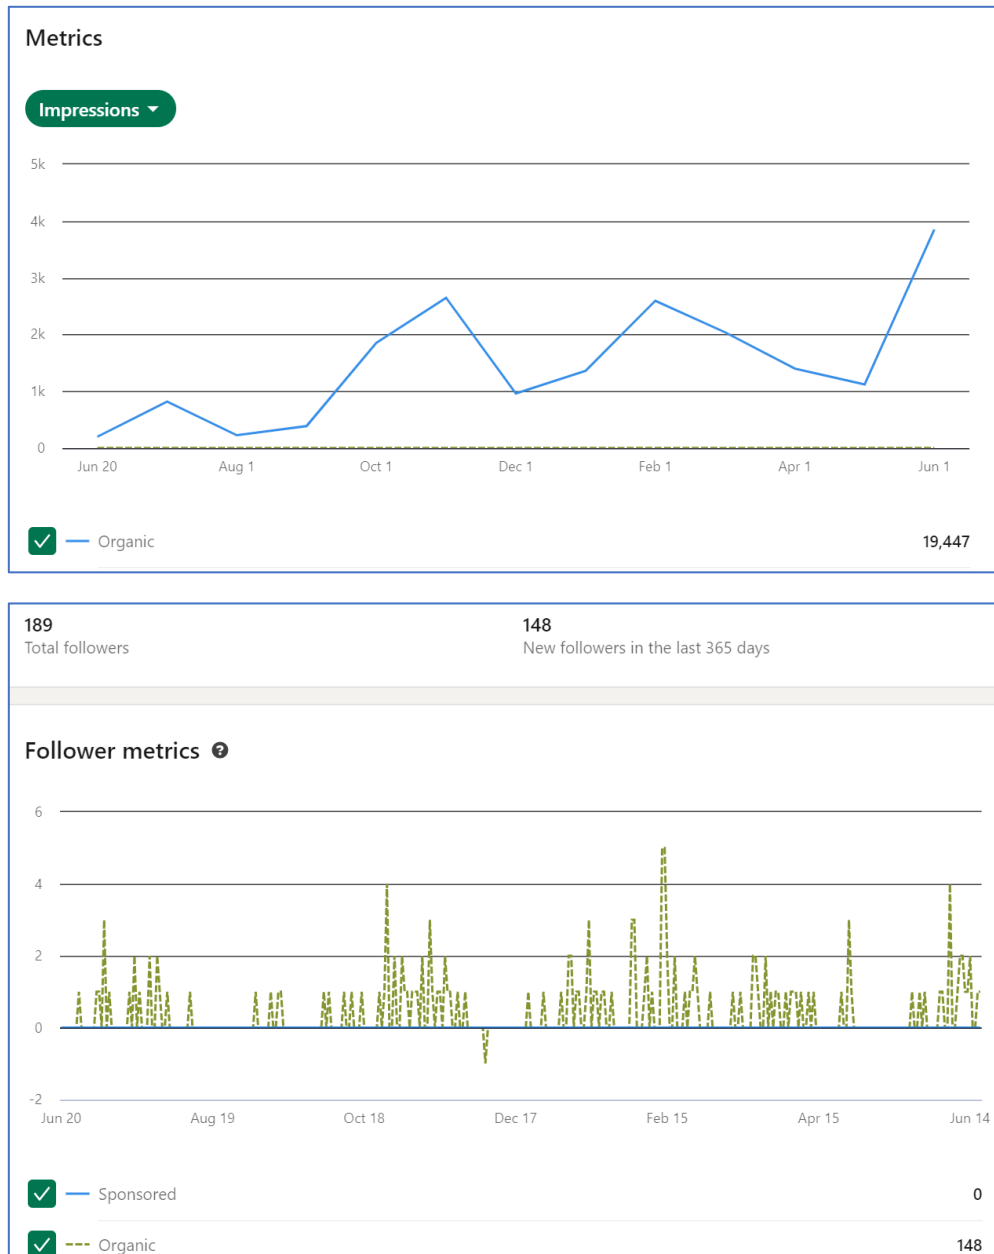 Metrics
Impressions
5k
4k
3k
2k
1k
0
Jun 20 Aug 1 Oct 1 Dec 1 Feb 1 Apr 1 Jun 1
Organic 19,447
189 148
Total followers New followers in the last 365 days
Follower metrics ?
6
4
2
0
-2
Jun 20 Aug 19 Oct 18 Dec 17 Feb 15 Apr 15 Jun 14
Sponsored 0
Organic 148